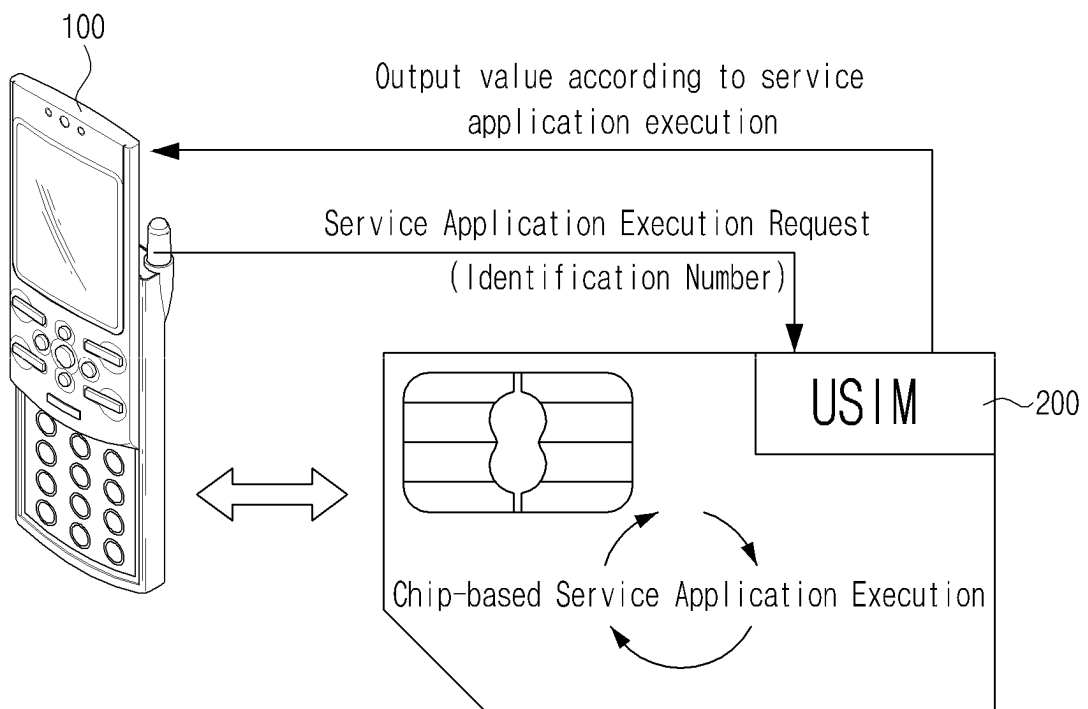 100
Output value according to service
application execution
Service Application Execution Request
(Identification Number)
USIM
200
Chip-based Service Application Execution